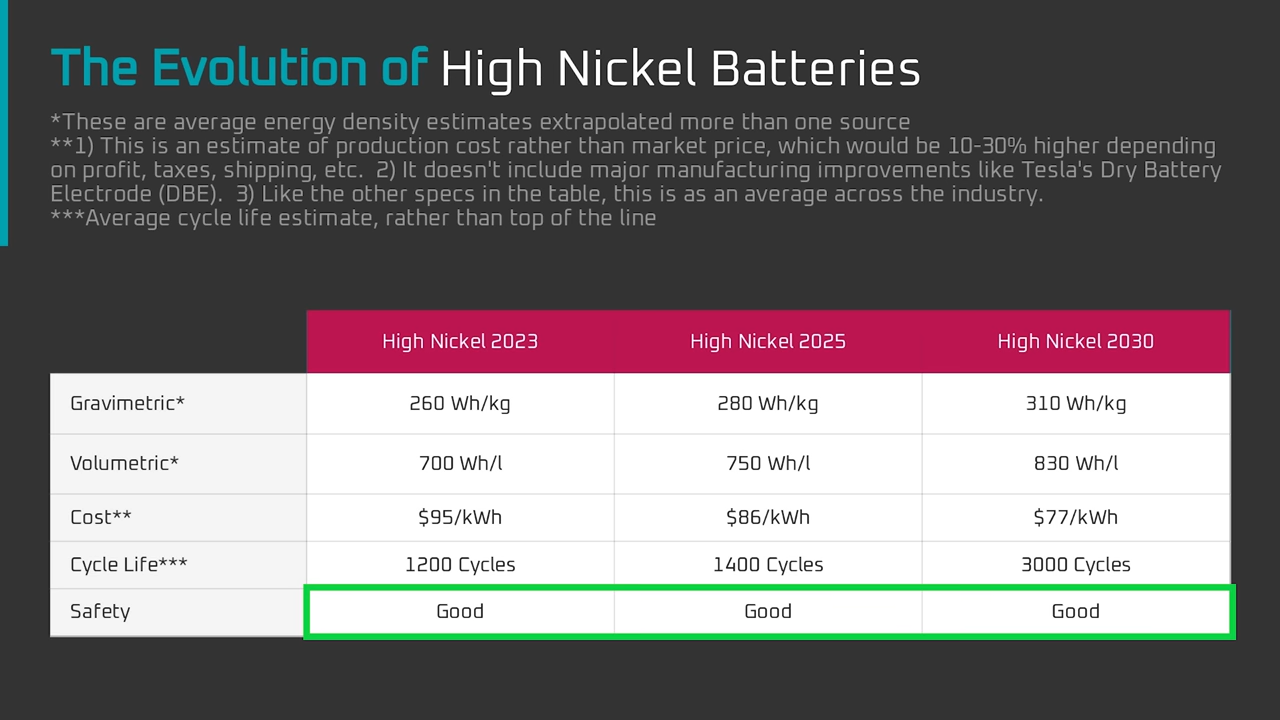 The Evolution of High Nickel Batteries
*These are average energy density estimates extrapolated more than one source
**1) This is an estimate of production cost rather than market price, which would be 10-30% higher depending
on profit, taxes, shipping, etc.  2) It doesn't include major manufacturing improvements like Tesla's Dry Battery
Electrode (DBE).  3) Like the other specs in the table, this is as an average across the industry.
***Average cycle life estimate, rather than top of the line
High Nickel 2023 High Nickel 2025 High Nickel 2030
Gravimetric* 260 Wh/kg 280 Wh/kg 310 Wh/kg
Volumetric* 700 Wh/l 750 Wh/l 830 Wh/l
Cost** $95/kWh $86/kWh $77/kWh
Cycle Life*** 1200 Cycles 1400 Cycles 3000 Cycles
Safety Good Good Good